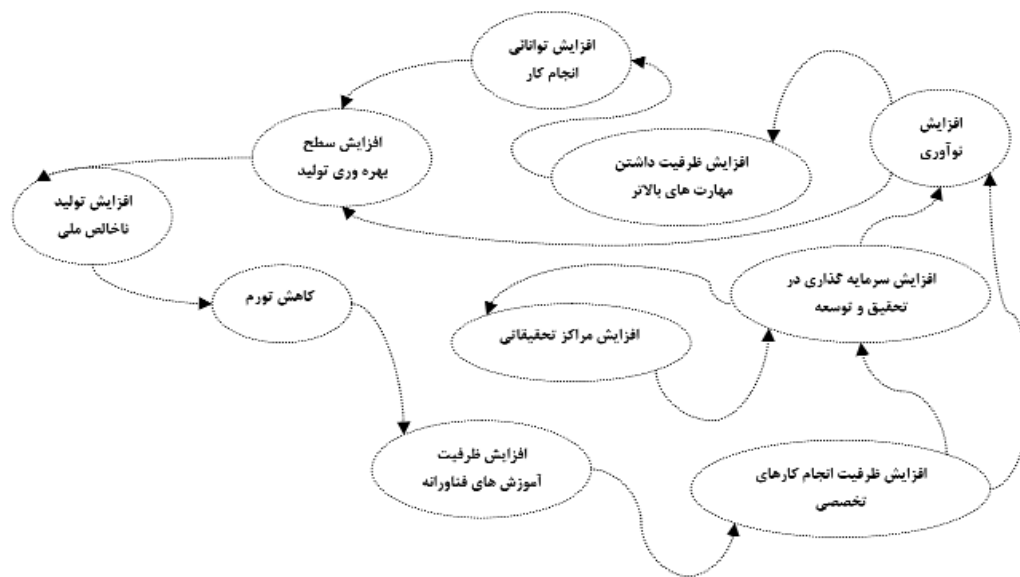 افزایش توانائی
انجام کار
افزایش
نوآوری
افزایش سطح
بهره وری تولید
افزایش ظرفیت داشتن
مهارت های بالاتر
افزایش تولید
ناخالص ملی
افزایش سرمایه گذاری در
تحقیق و توسعه
کاهش تورم
افزایش مراکز تحقیقاتی
افزایش ظرفیت
آموزش های فناورانه
افزایش ظرفیت انجام کارهای
تخصصی